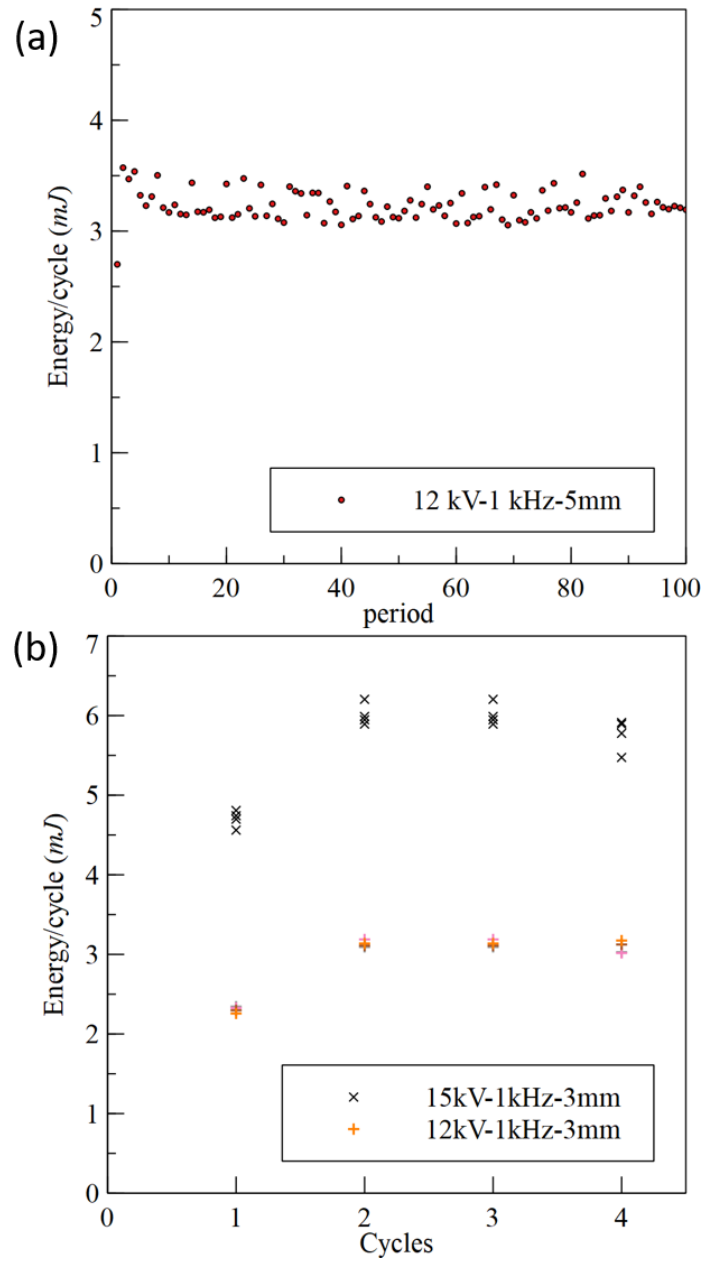 (a)
5
4
3
2
1
0
Energy/cycle (mJ)
12 kV-1 kHz-5mm
0 20 40 60 80 100
period
(b)
7
6
5
4
3
2
1
0
Energy/cycle (mJ)
15kV-1kHz-3mm
12kV-1kHz-3mm
0 1 2 3 4
Cycles